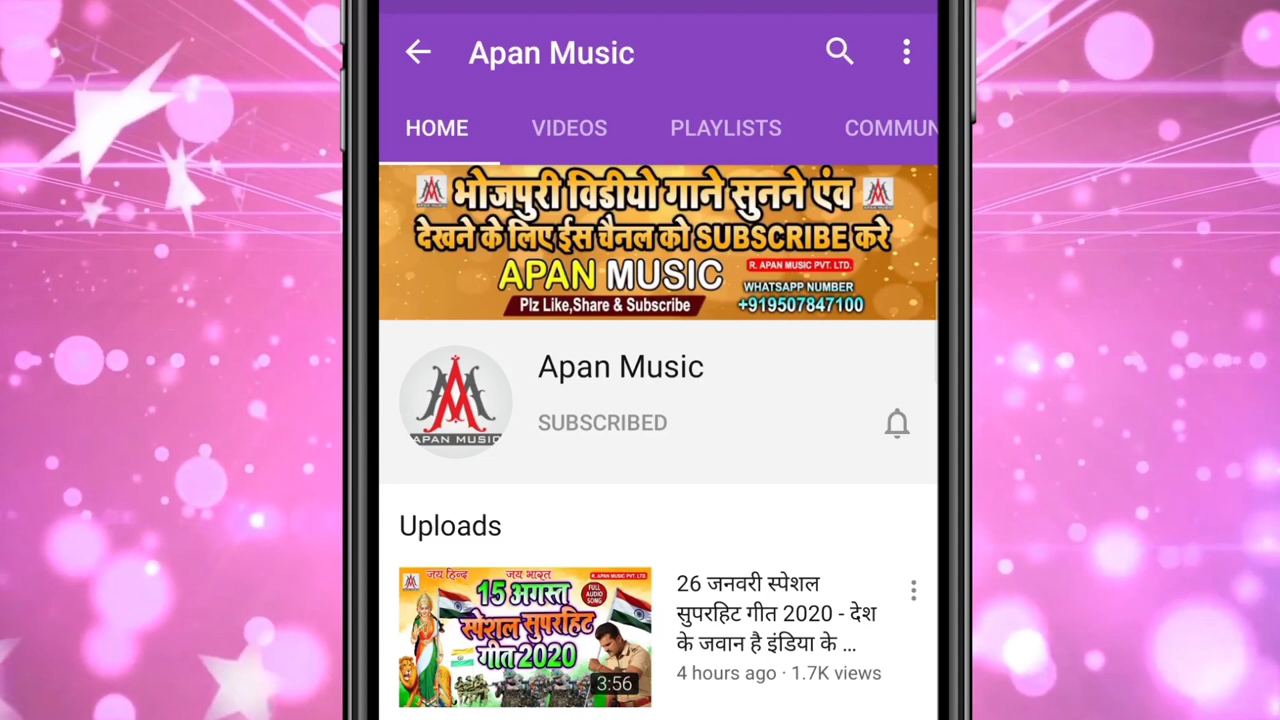 Apan Music
HOME VIDEOS PLAYLISTS COMMUN
भोजपुरी विडीयो गाने सुनने एंव
देखने के लिए ईस चैनल को SUBSCRIBE करे
APAN MUSIC
R. APAN MUSIC PVT. LTD.
WHATSAPP NUMBER
Plz Like,Share & Subscribe
+919507847100
Apan Music
SUBSCRIBED
APAN MUSIC
Uploads
जय हिन्द जय भारत
R. APAN MUSIC PVT. LTD
15 अगस्त
FULL
AUDIO
SONG
स्पेशल सुपरहिट
गीत 2020
3:56
26 जनवरी स्पेशल
सुपरहिट गीत 2020 - देश
के जवान है इंडिया के ...
4 hours ago · 1.7K views